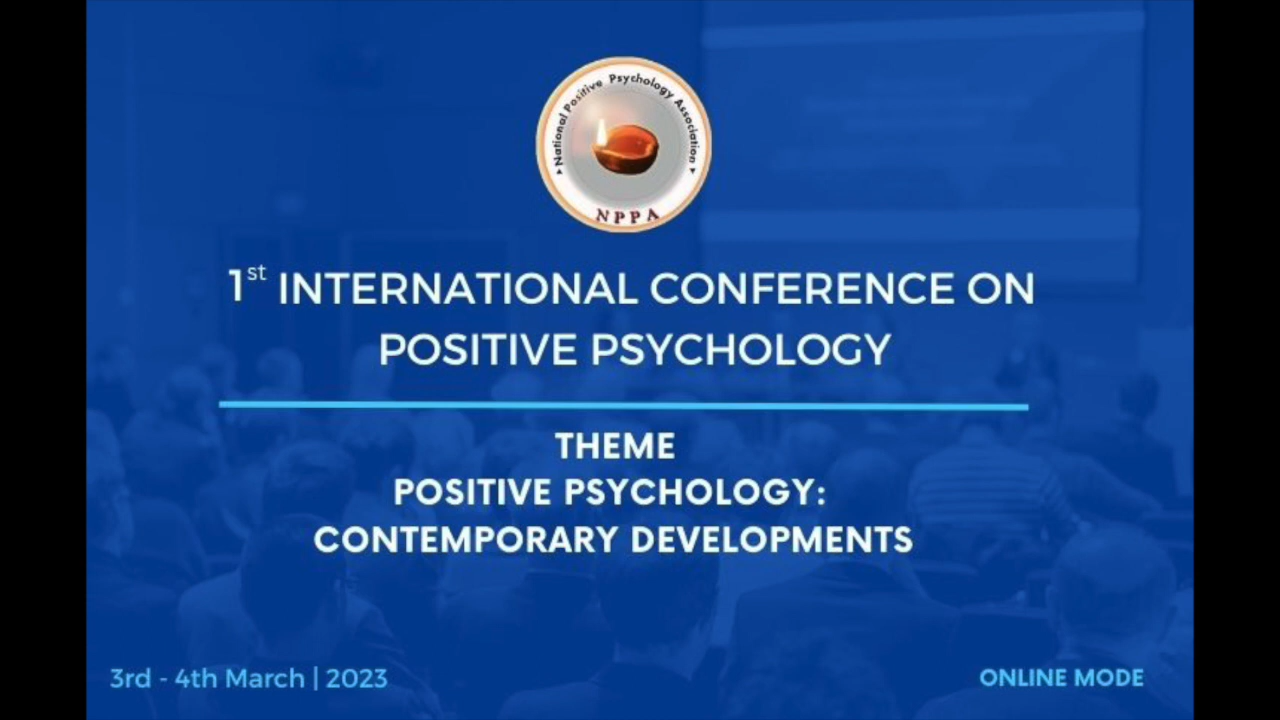 National Positive Psychology Association
NPPA
1st INTERNATIONAL CONFERENCE ON
POSITIVE PSYCHOLOGY
THEME
POSITIVE PSYCHOLOGY:
CONTEMPORARY DEVELOPMENTS
3rd - 4th March | 2023
ONLINE MODE